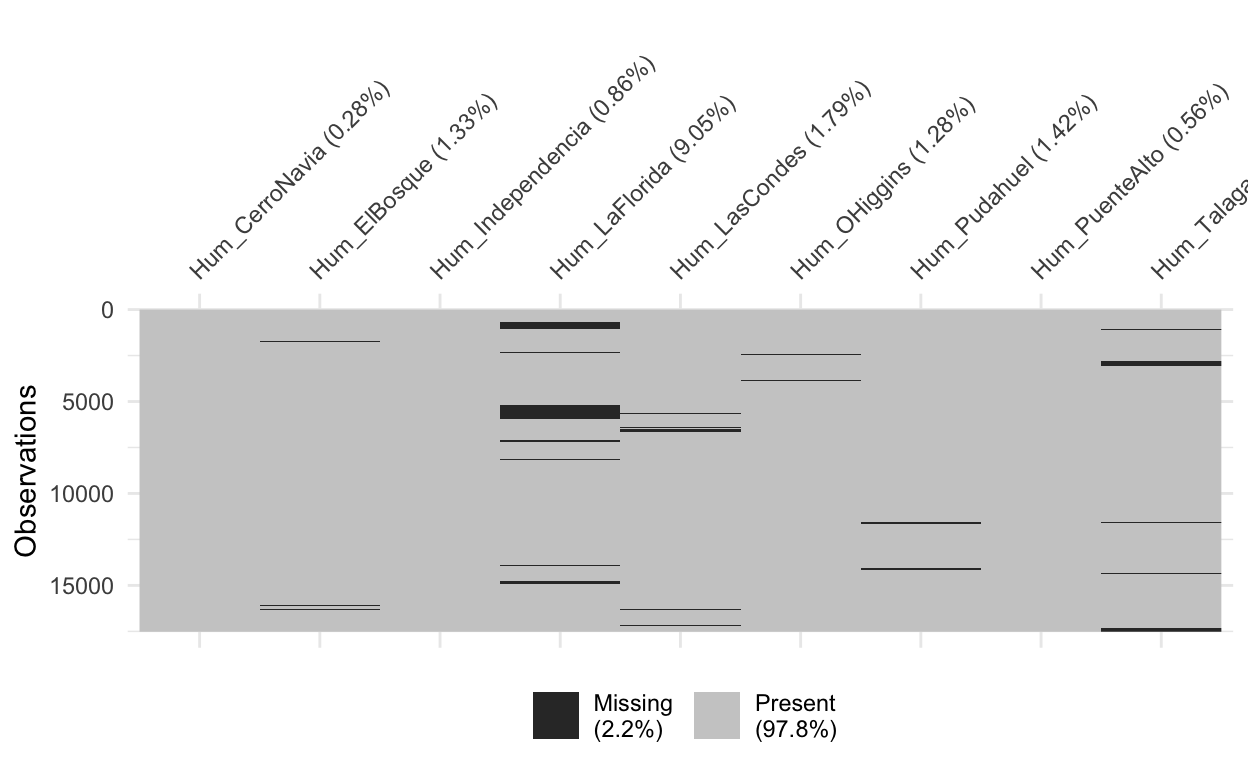 Hum_CerroNavia (0.28%)
Hum_ElBosque (1.33%)
Hum_Independencia (0.86%)
Hum_LaFlorida (9.05%)
Hum_LasCondes (1.79%)
Hum_OHiggins (1.28%)
Hum_Pudahuel (1.42%)
Hum_PuenteAlto (0.56%)
Hum_Talaga
Observations
0
5000
10000
15000
Missing
(2.2%)
Present
(97.8%)